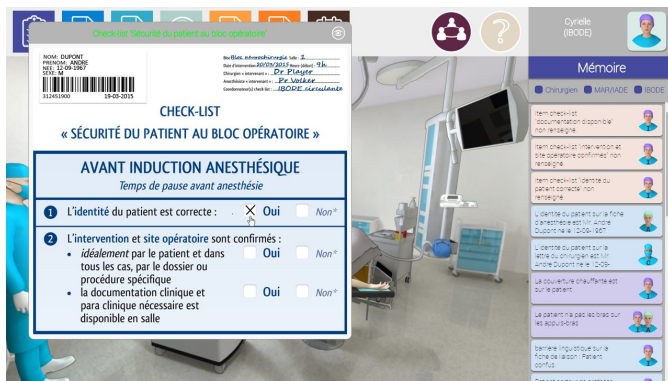 Check-list 'Sécurité du patient au bloc opératoire'
NOM: DUPONT
PRENOM: ANDRE
NEE: 12-09-1967
SEXE: M
312451900 19-03-2015
Bloc neurochirurgie Salle : 1
Date d'intervention 20/03/2015 Heure (début) : 9h
Chirurgien « intervenant » : Dr Player
Anesthésiste « intervenant » : Pr Volker
Coordonnateur(s) check-list : IBODE circulante
CHECK-LIST
« SÉCURITÉ DU PATIENT AU BLOC OPÉRATOIRE »
AVANT INDUCTION ANESTHÉSIQUE
Temps de pause avant anesthésie
1 L'identité du patient est correcte : Oui Non*
2 L'intervention et site opératoire sont confirmés :
• idéalement par le patient et dans Oui Non*
tous les cas, par le dossier ou
procédure spécifique
• la documentation clinique et Oui Non*
para clinique nécessaire est
disponible en salle
?
Cyrielle
(IBODE)
Mémoire
Chirurgien MAR/IADE IBODE
Item check-list
"documentation disponible"
non renseigné.
Item check-list "intervention et
site opératoire confirmés" non
renseigné.
Item check-list "identité du
patient correcte" non
renseigné.
L'identité du patient sur la fiche
d'anesthésie est Mr. André
Dupont né le 12-09-1967.
L'identité du patient sur la
lettre du chirurgien est Mr.
André Dupont né le 12-09-
La couverture chauffante est
sur le patient
Le patient n'a pas les bras sur
les appuis-bras.
barrière linguistique sur la
fiche de liaison : Patient
confus.